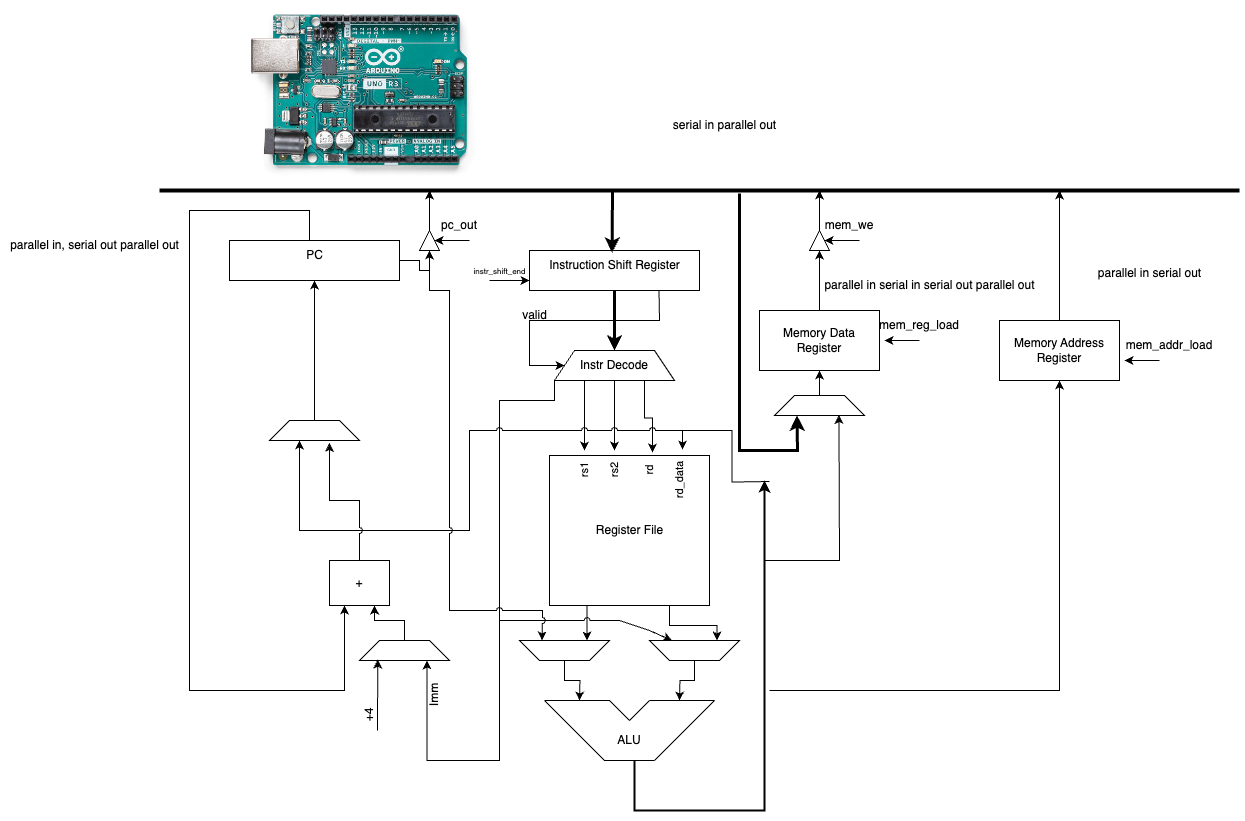 ARDUINO
UNO R3
serial in parallel out
parallel in, serial out parallel out
PC
pc_out
Instruction Shift Register
instr_shift_end
valid
Instr Decode
mem_we
parallel in serial in serial out parallel out
parallel in serial out
Memory Data
Register
mem_reg_load
Memory Address
Register
mem_addr_load
rs1
rs2
rd
rd_data
Register File
+
+4
Imm
ALU